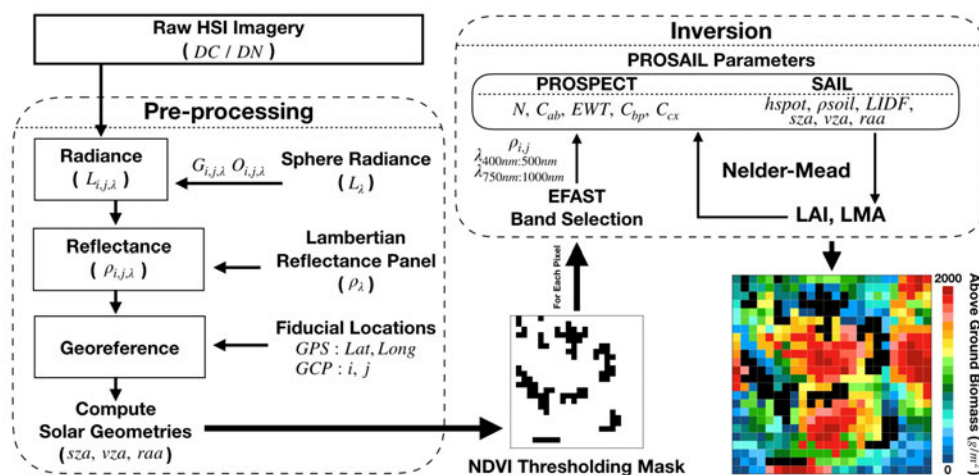 Raw HSI Imagery
( DC / DN )
Pre-processing
Radiance
( L_{i,j,λ} )
G_{i,j,λ} O_{i,j,λ}
Sphere Radiance
( L_λ )
Reflectance
( ρ_{i,j,λ} )
Lambertian
Reflectance Panel
( ρ_λ )
Georeference
Fiducial Locations
GPS : Lat, Long
GCP : i, j
Compute
Solar Geometries
(sza, vza, raa)
NDVI Thresholding Mask
For Each Pixel
Inversion
PROSAIL Parameters
PROSPECT
N, C_{ab}, EWT, C_{bp}, C_{cx}
SAIL
hspot, ρsoil, LIDF,
sza, vza, raa
ρ_{i,j}
λ_{400nm:500nm}
λ_{750nm:1000nm}
EFAST
Band Selection
Nelder-Mead
LAI, LMA
2000
0
Above Ground Biomass